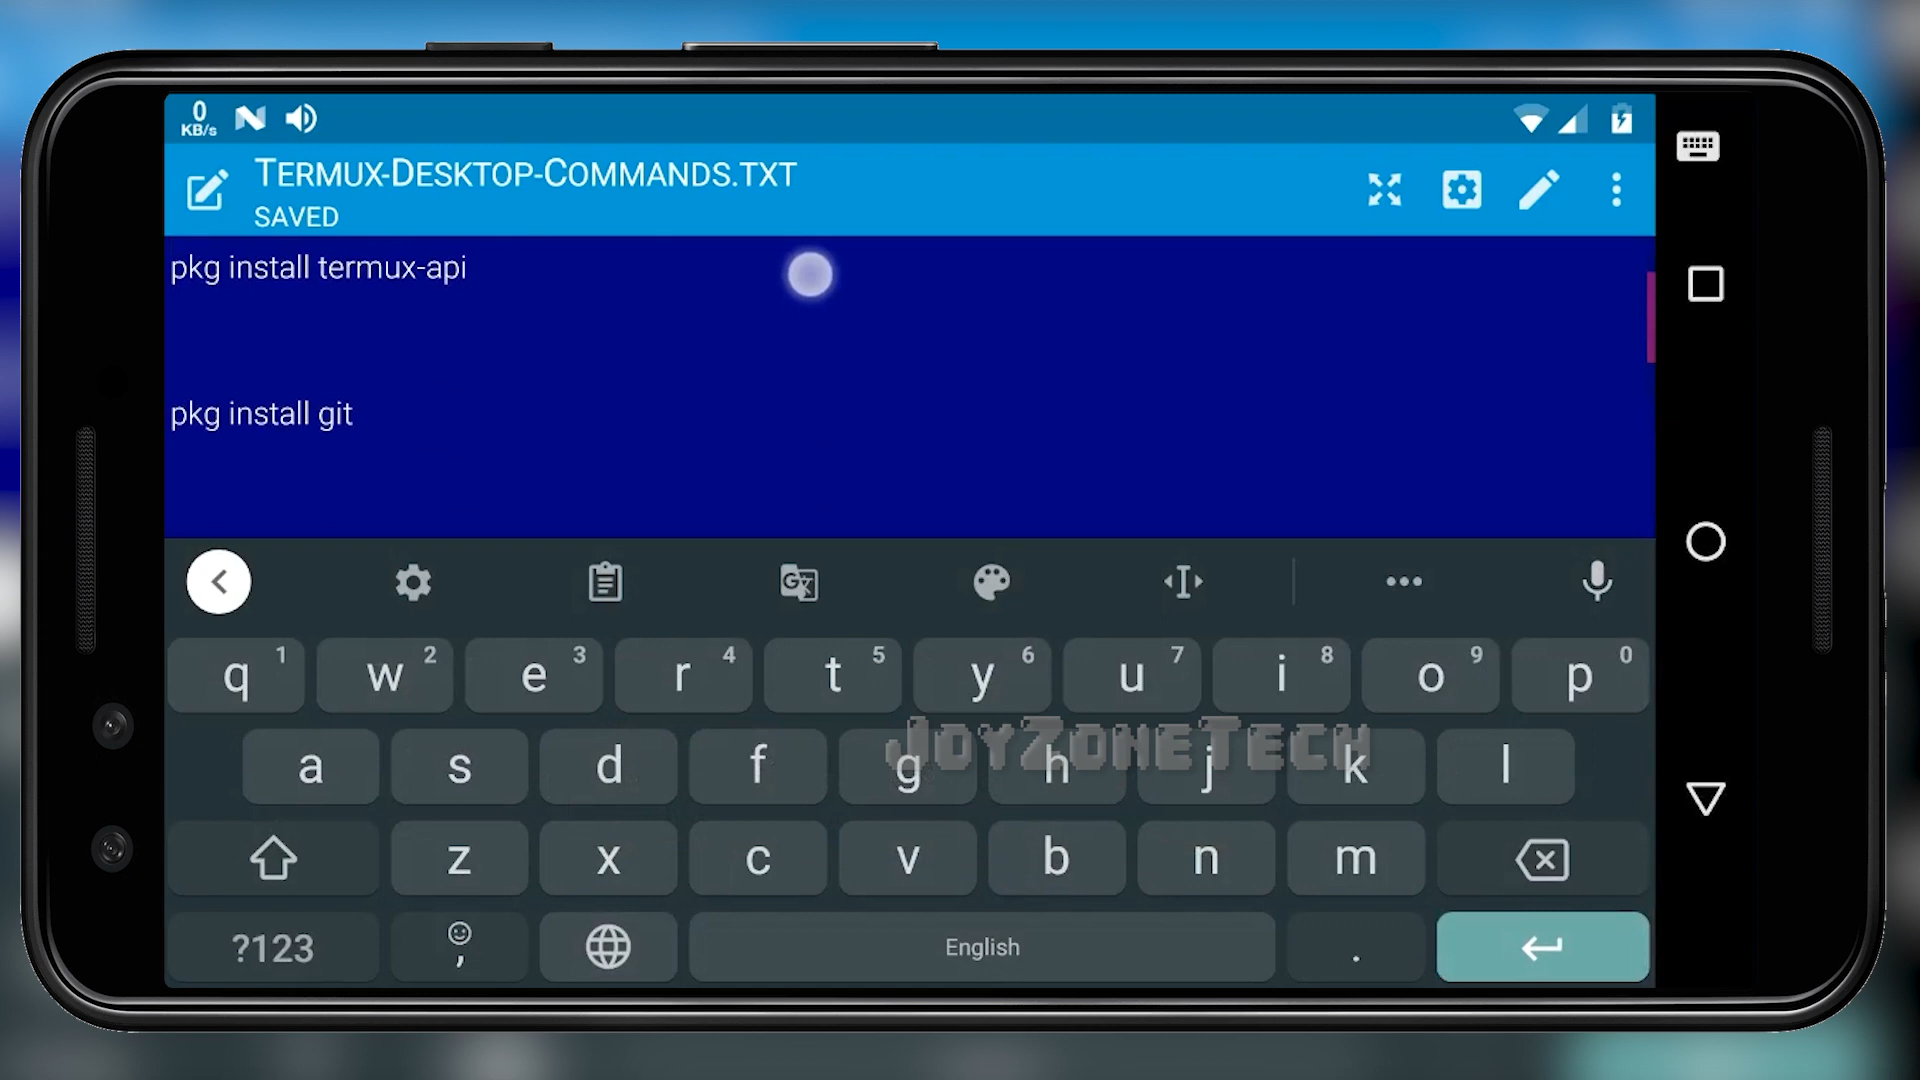 0
KB/s
TERMUX-DESKTOP-COMMANDS.TXT
SAVED
pkg install termux-api
pkg install git
G
q 1 w 2 e 3 r 4 t 5 y 6 u 7 i 8 o 9 p 0
JOYZONETECH
a s d f g h j k l
z x c v b n m
?123 , English .